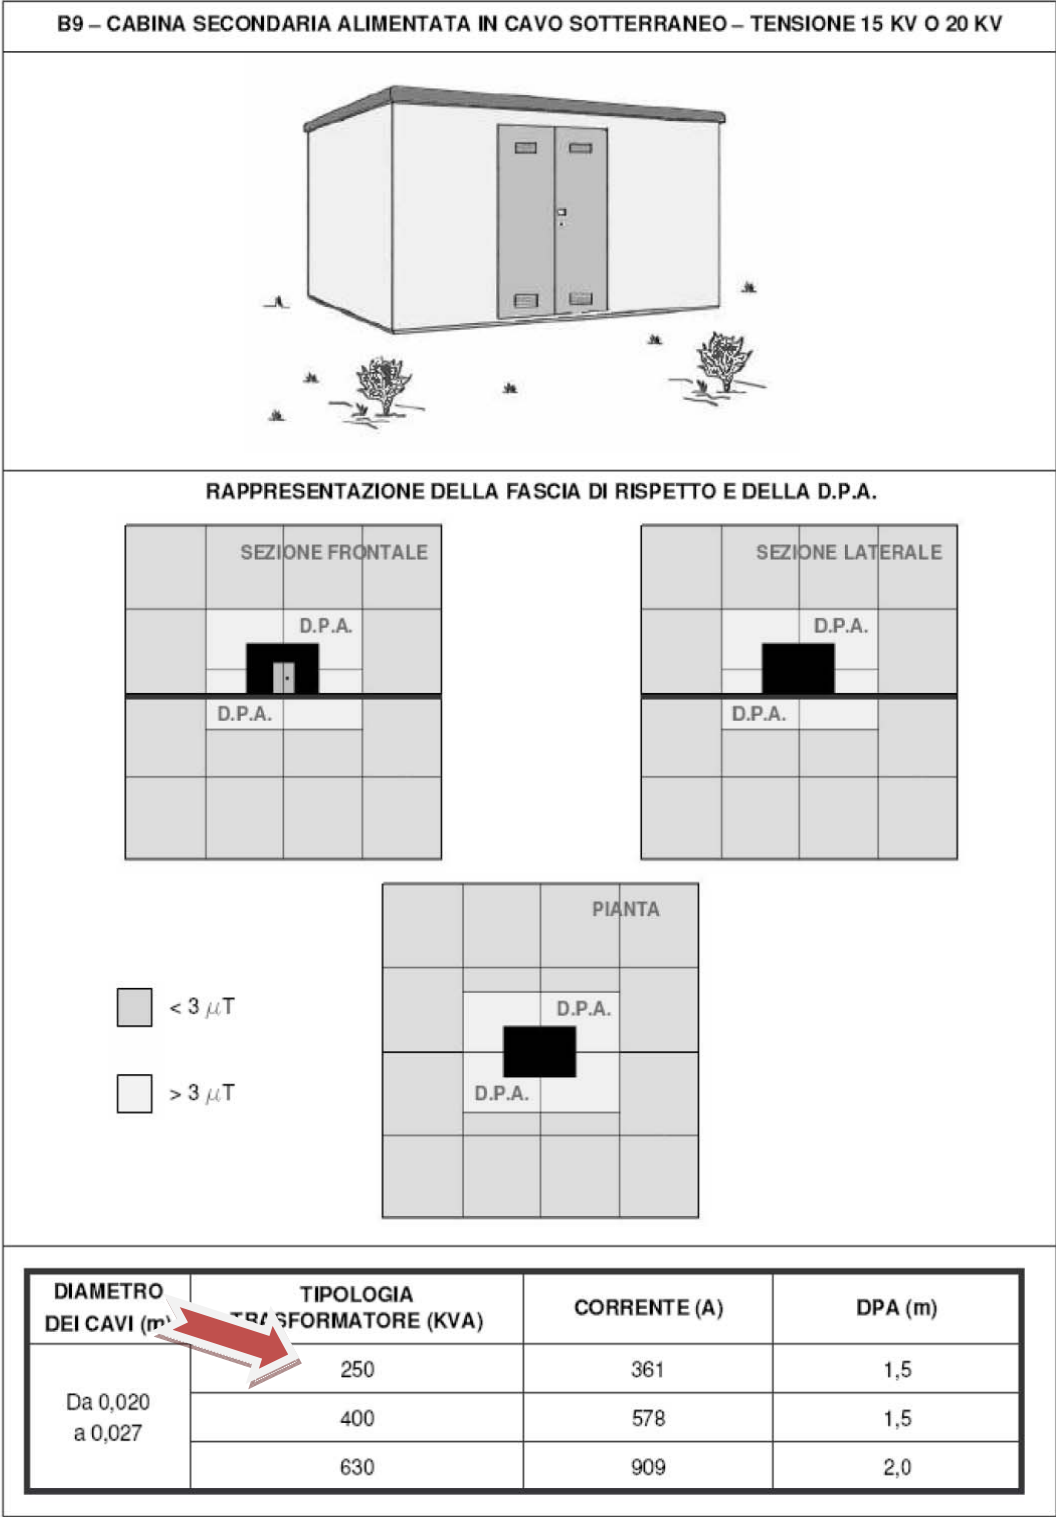 B9 – CABINA SECONDARIA ALIMENTATA IN CAVO SOTTERRANEO – TENSIONE 15 KV O 20 KV
RAPPRESENTAZIONE DELLA FASCIA DI RISPETTO E DELLA D.P.A.
SEZIONE FRONTALE
D.P.A.
D.P.A.
SEZIONE LATERALE
D.P.A.
D.P.A.
PIANTA
D.P.A.
D.P.A.
< 3 μT
> 3 μT
DIAMETRO
DEI CAVI (m)
TIPOLOGIA
TRASFORMATORE (KVA)
CORRENTE (A)
DPA (m)
Da 0,020
a 0,027
250 361 1,5
400 578 1,5
630 909 2,0